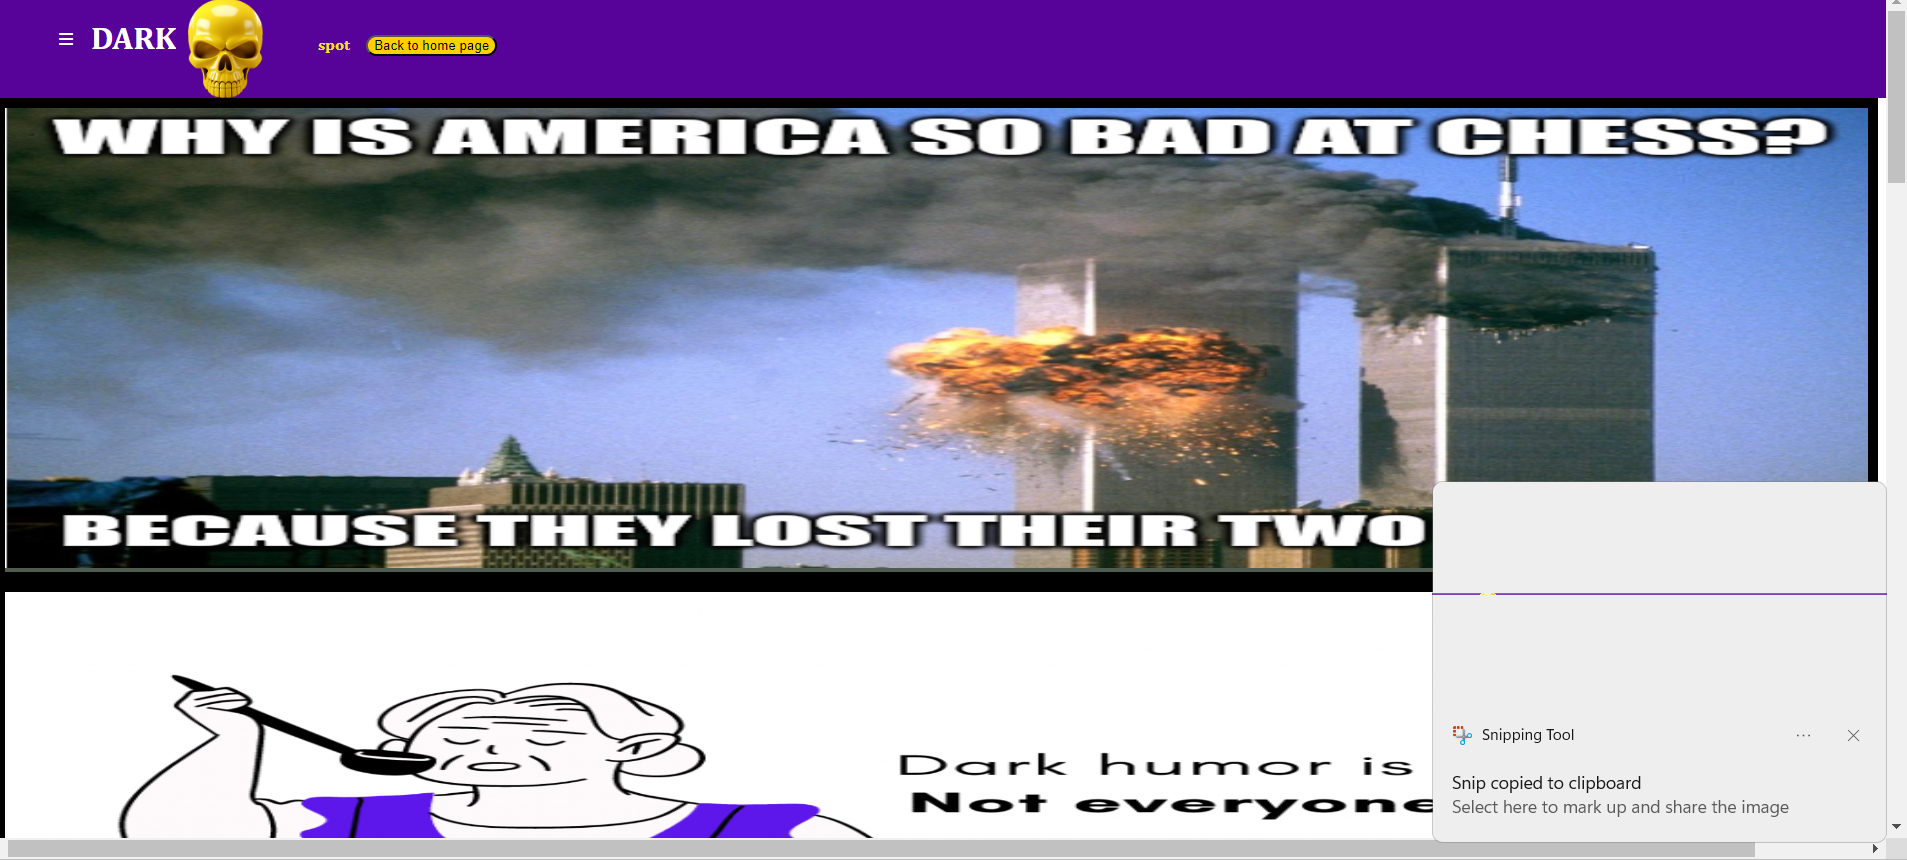 DARK
spot
Back to home page
WHY IS AMERICA SO BAD AT CHESS?
BECAUSE THEY LOST THEIR TWO
Dark humor is
Not everyone
Snipping Tool
Snip copied to clipboard
Select here to mark up and share the image